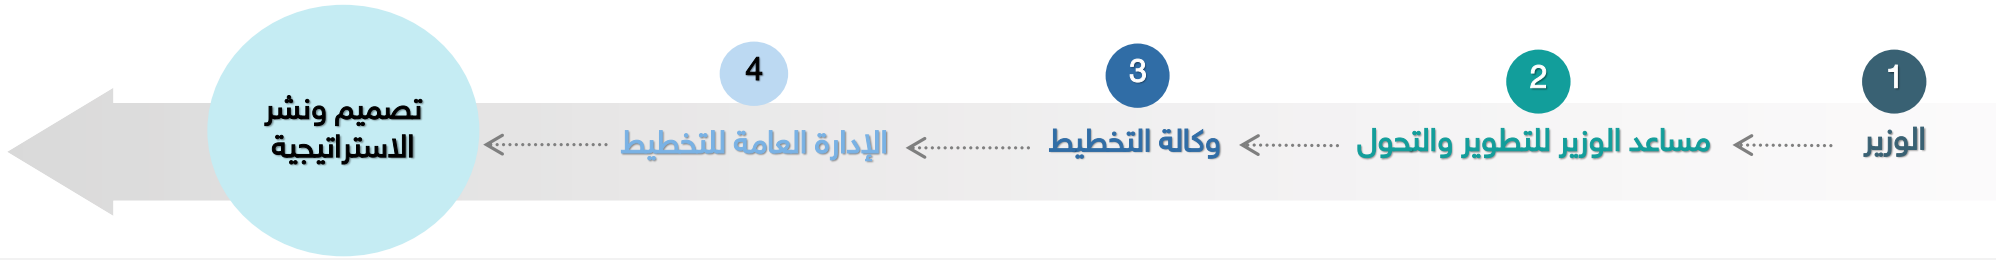 1
الوزير
2
مساعد الوزير للتطوير والتحول
3
وكالة التخطيط
4
الإدارة العامة للتخطيط
تصميم ونشر
الاستراتيجية